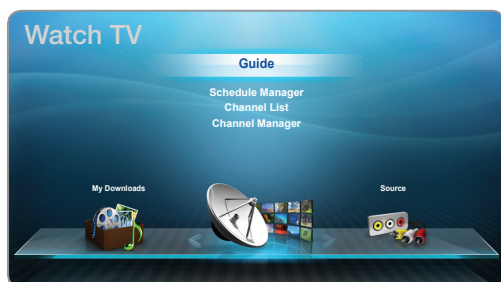 Watch TV
Guide
Schedule Manager
Channel List
Channel Manager
My Downloads
Source